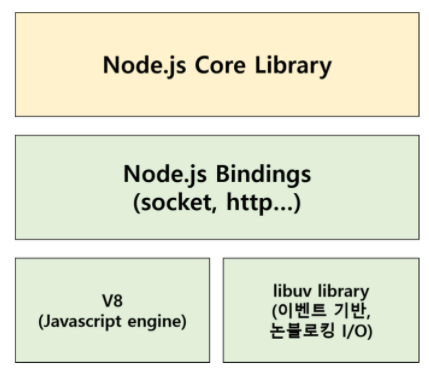 Node.js Core Library
Node.js Bindings
(socket, http...)
V8
(Javascript engine)
libuv library
(이벤트 기반,
논블로킹 I/O)